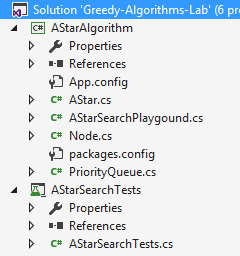 Solution 'Greedy-Algorithms-Lab' (6 pro
AStarAlgorithm
Properties
References
App.config
AStar.cs
AStarSearchPlaygound.cs
Node.cs
packages.config
PriorityQueue.cs
AStarSearchTests
Properties
References
AStarSearchTests.cs